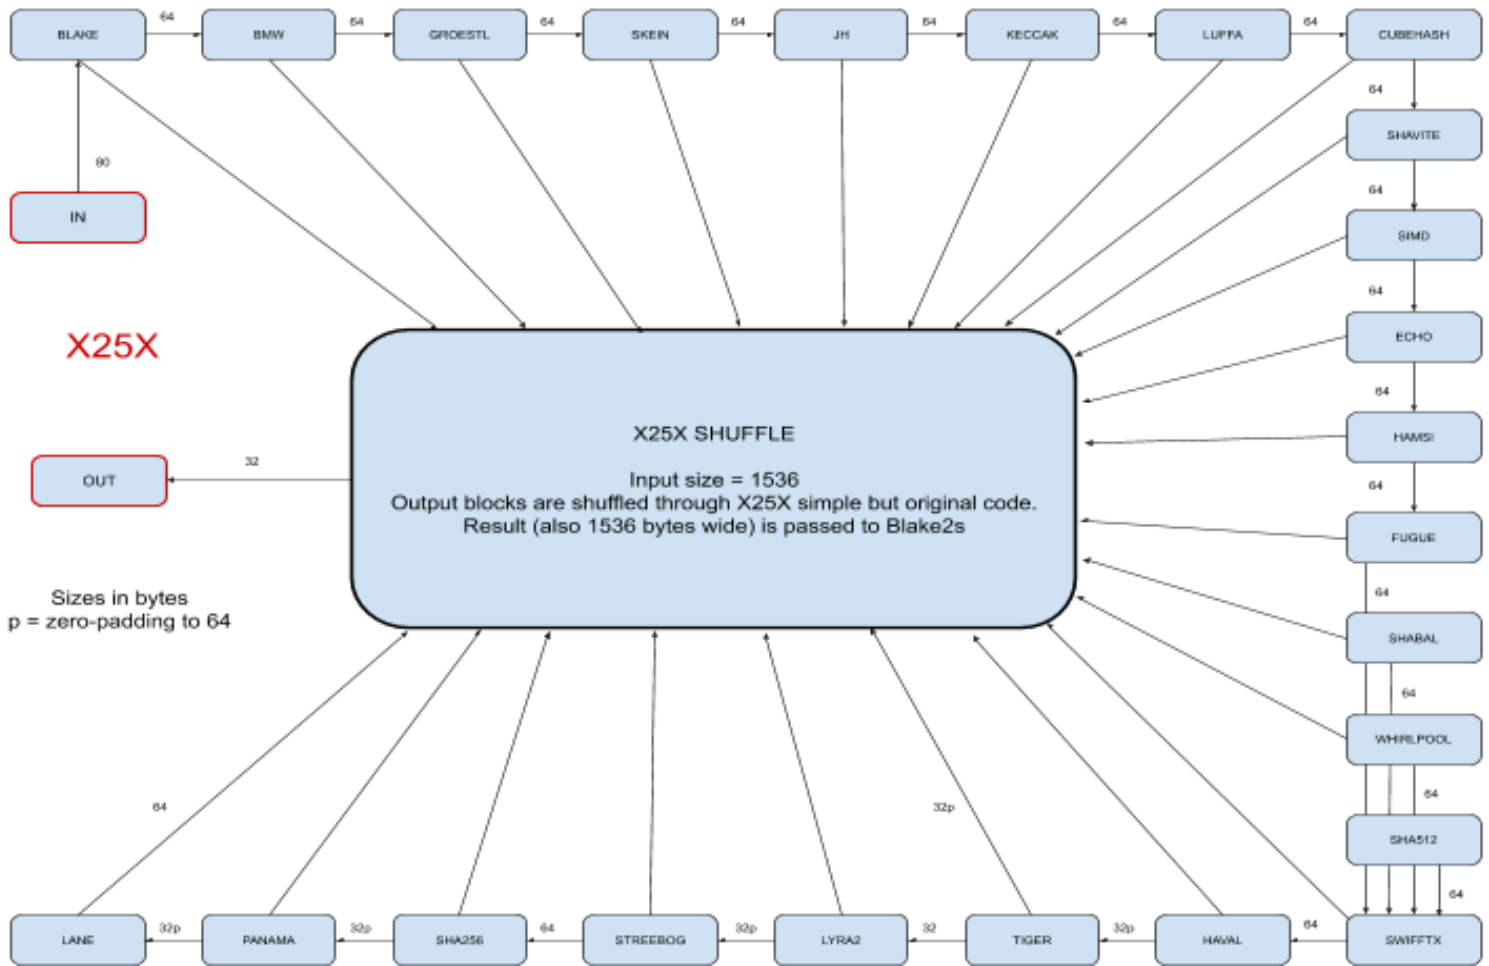 64 64 64 64 64 64 64
BLAKE BMW GROESTL SKEIN JH KECCAK LUFFA CUBEHASH
64
SHAVITE
80
64
IN
SIMD
64
X25X
ECHO
64
HAMSI
X25X SHUFFLE
Input size = 1536
Output blocks are shuffled through X25X simple but original code.
Result (also 1536 bytes wide) is passed to Blake2s
32
OUT
64
FUGUE
64
Sizes in bytes
p = zero-padding to 64
SHABAL
64
WHIRLPOOL
64
64
32p
SHA512
64
32p 32p 64 32p 32 32p 64
LANE PANAMA SHA256 STREEBOG LYRA2 TIGER HAVAL SWIFFTX